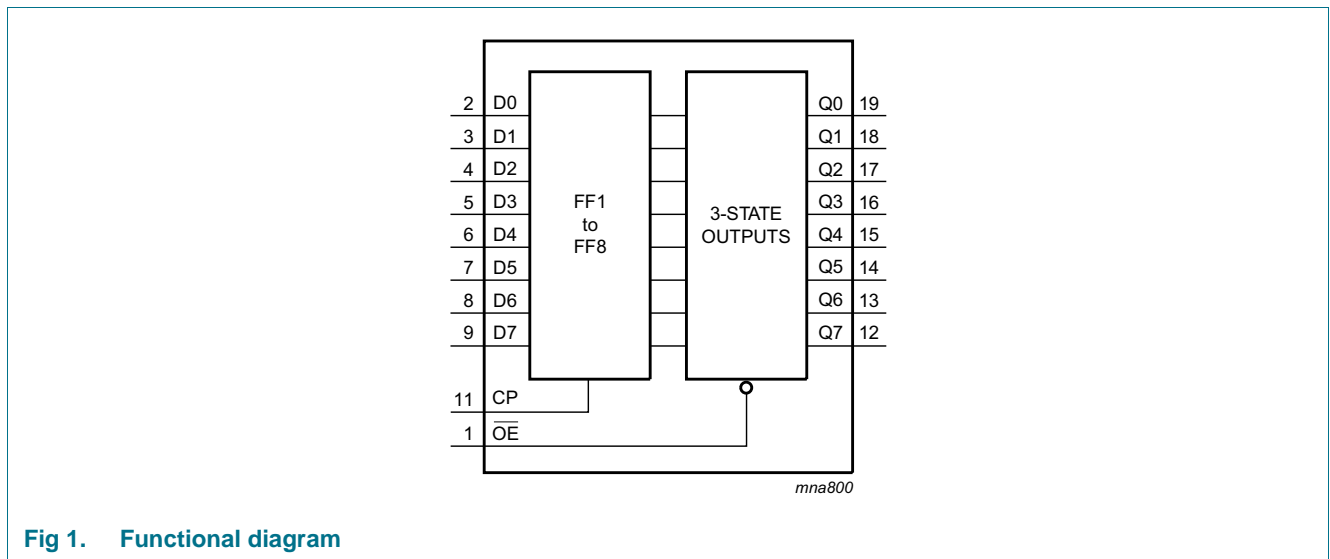 2 D0 Q0 19
3 D1 Q1 18
4 D2 Q2 17
5 D3 FF1 Q3 16
to 3-STATE
6 D4 FF8 OUTPUTS Q4 15
7 D5 Q5 14
8 D6 Q6 13
9 D7 Q7 12
11 CP
1 O̅E̅
mna800
Fig 1. Functional diagram